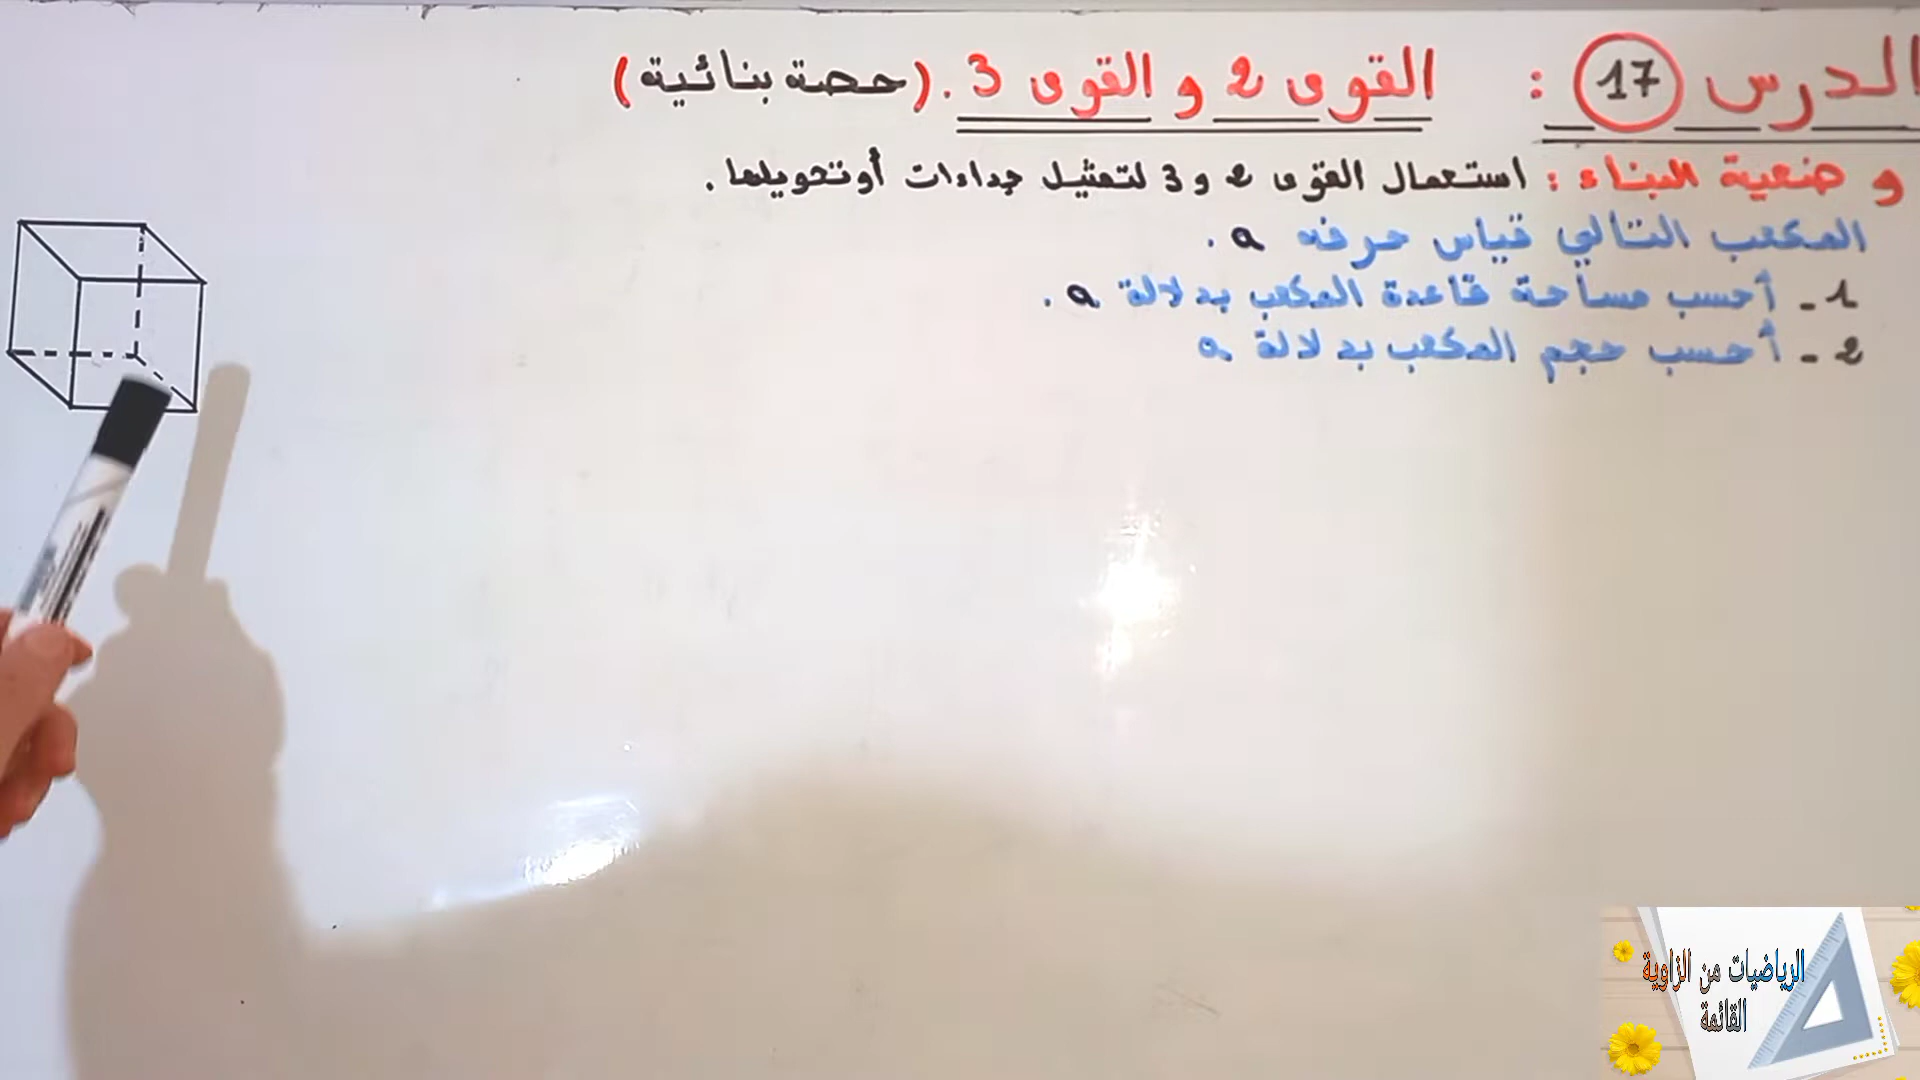 الدرس 17 : القوى 2 و القوى 3 . (حصة بنائية)
وضعية البناء : استعمال القوى 2 و 3 لتمثيل جداءات أو تحويلها .
المكعب التالي قياس حرفه a .
1 - أحسب مساحة قاعدة المكعب بدلالة a .
2 - أحسب حجم المكعب بدلالة a
الرياضيات من الزاوية
القائمة